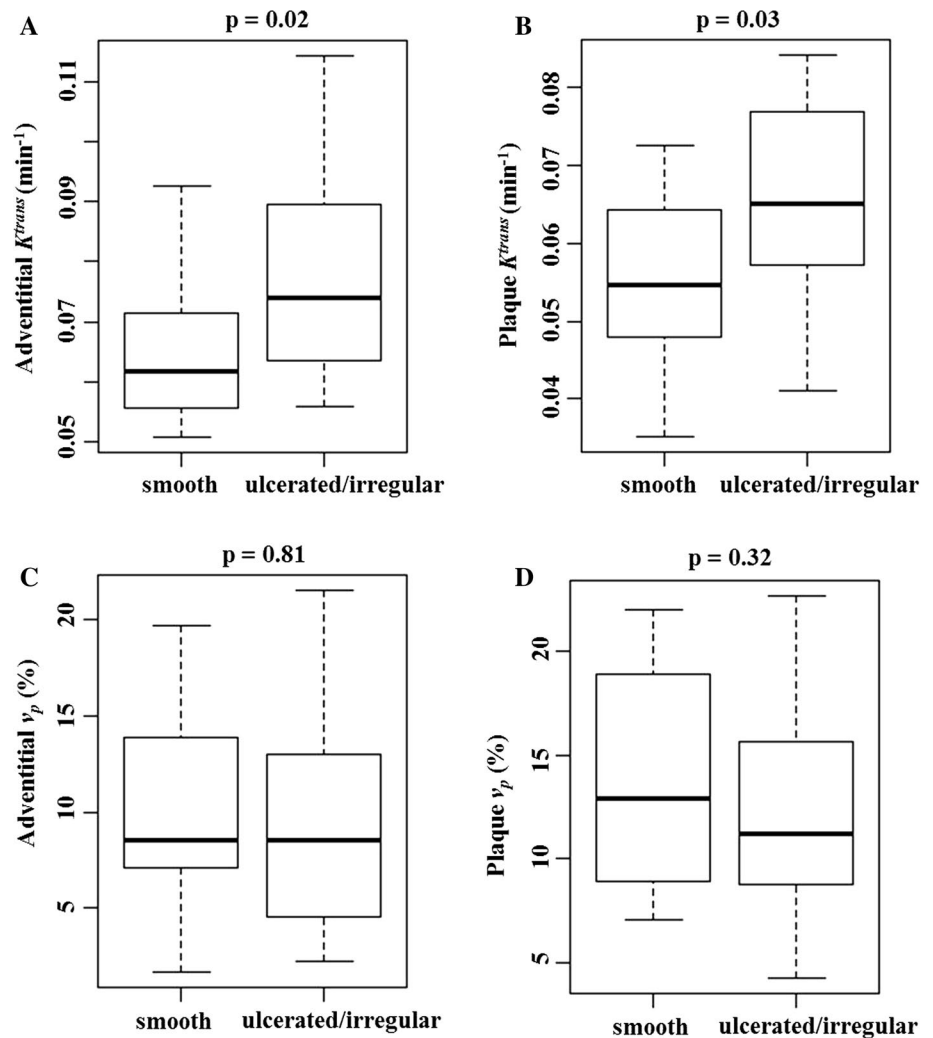 A
p = 0.02
Adventitial Kᵗʳᵃⁿˢ (min⁻¹)
0.11
0.09
0.07
0.05
smooth ulcerated/irregular
B
p = 0.03
Plaque Kᵗʳᵃⁿˢ (min⁻¹)
0.08
0.07
0.06
0.05
0.04
smooth ulcerated/irregular
C
p = 0.81
Adventitial vₚ (%)
20
15
10
5
smooth ulcerated/irregular
D
p = 0.32
Plaque vₚ (%)
20
15
10
5
smooth ulcerated/irregular